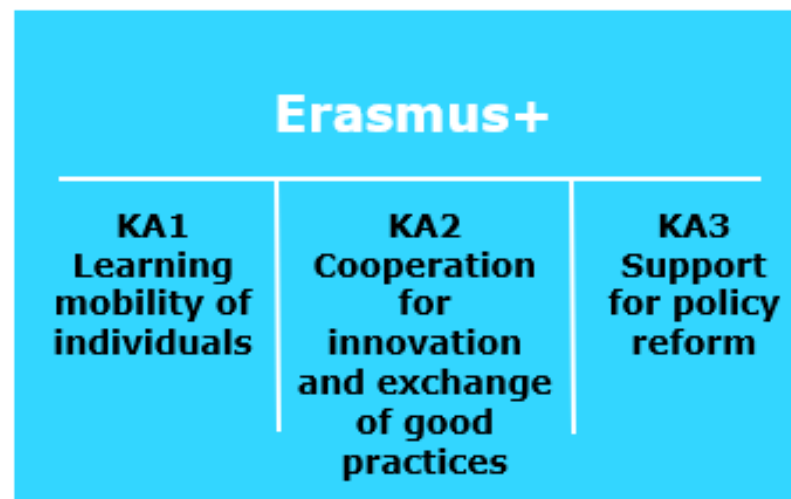 Erasmus+
KA1
Learning
mobility of
individuals
KA2
Cooperation
for
innovation
and exchange
of good
practices
KA3
Support
for policy
reform